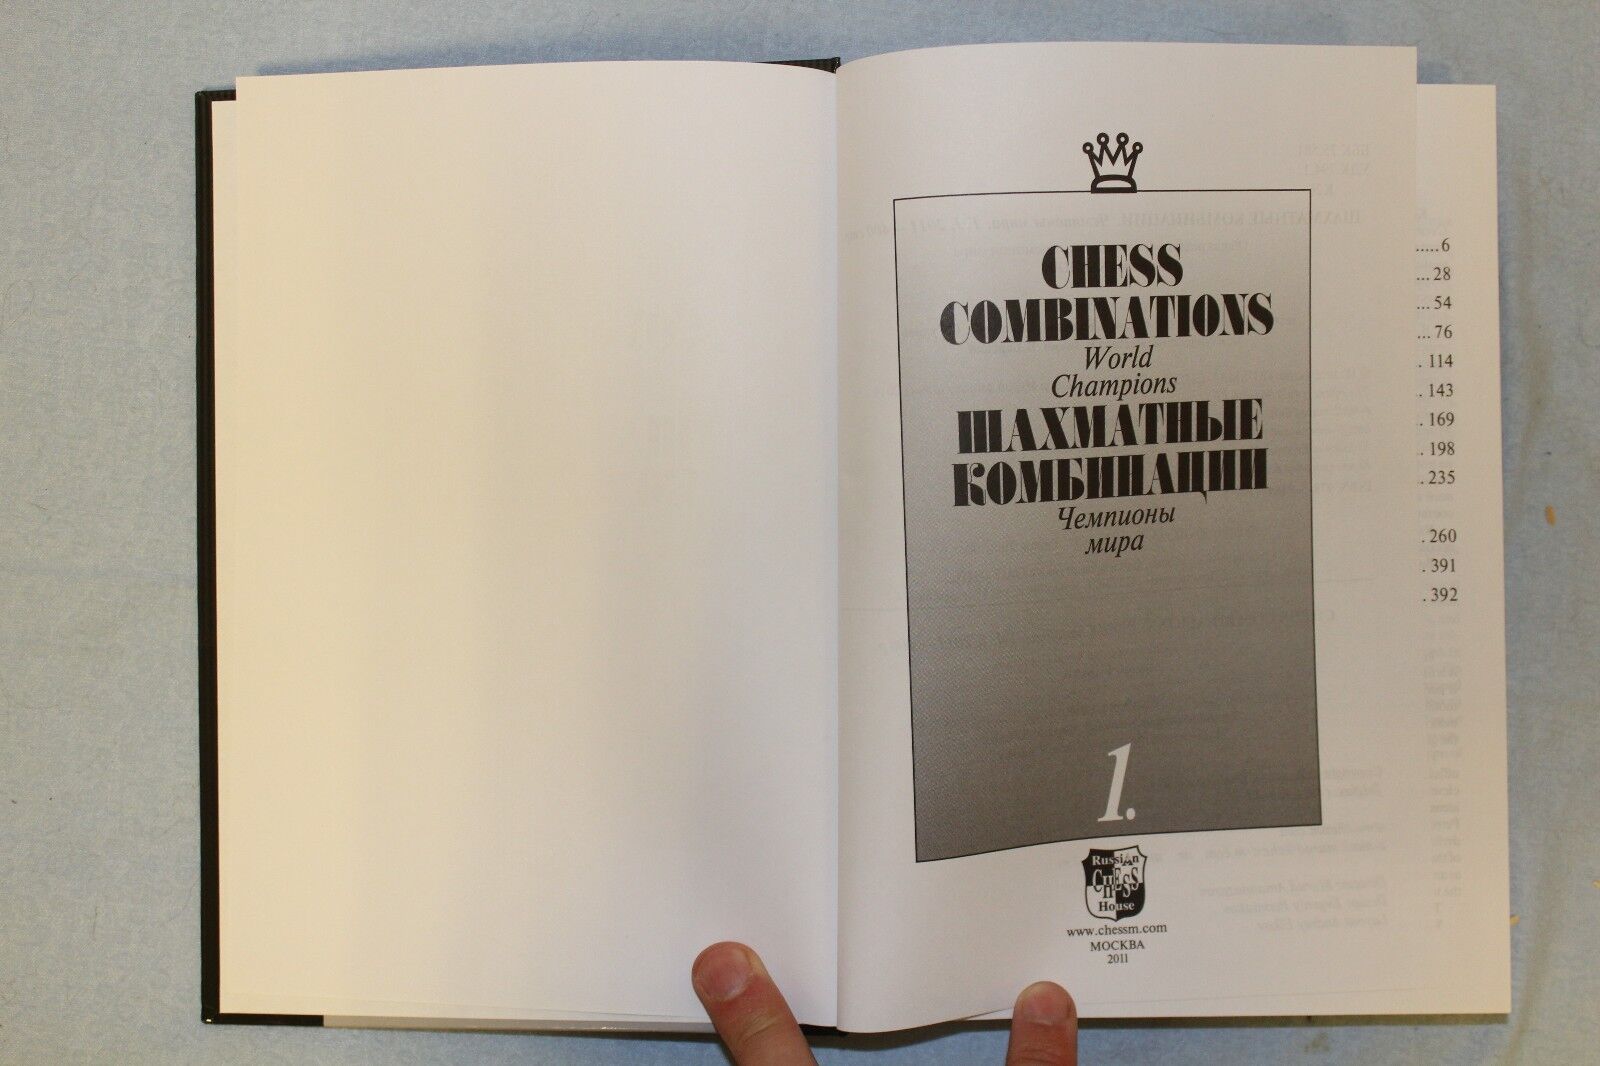 CHESS
COMBINATIONS
World
Champions
ШАХМАТНЫЕ
КОМБИНАЦИИ
Чемпионы
мира
1.
Russian
CHESS
House
www.chessm.com
МОСКВА
2011
.....6
... 28
... 54
... 76
. 114
. 143
. 169
. 198
. 235
. 260
. 391
. 392